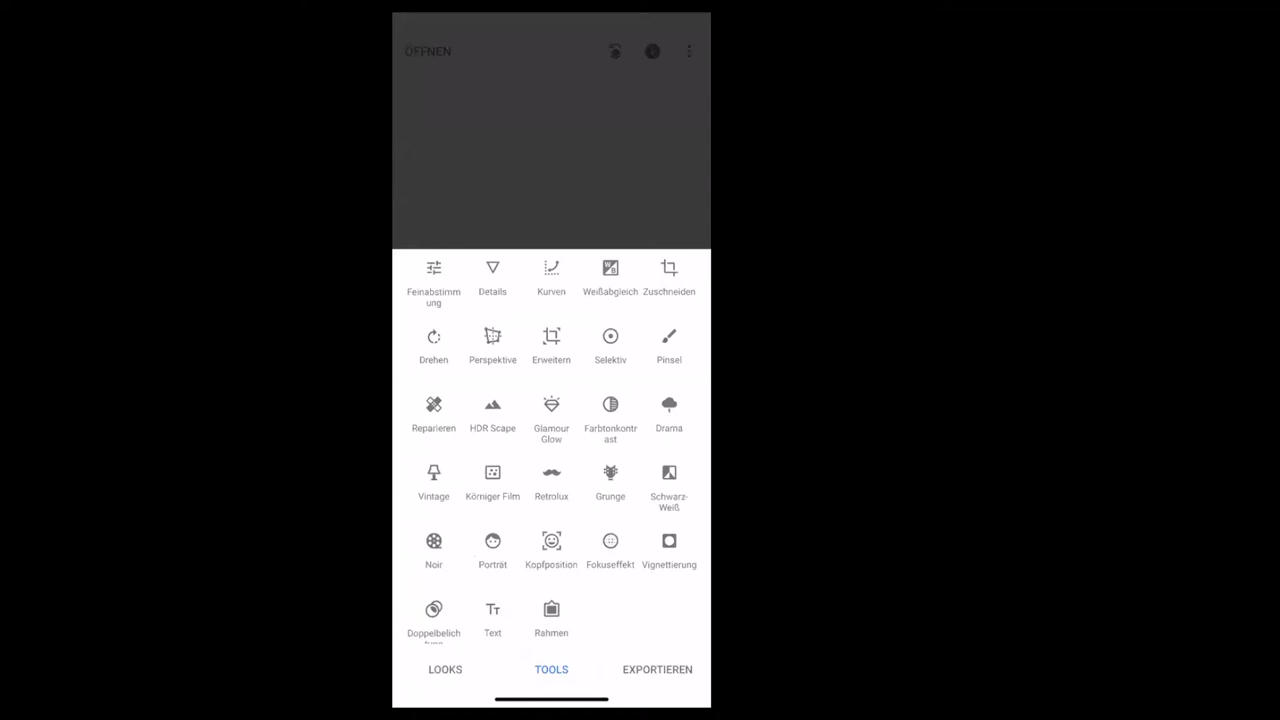 ÖFFNEN
Feinabstimm
ung
Details
Kurven
Weißabgleich
Zuschneiden
Drehen
Perspektive
Erweitern
Selektiv
Pinsel
Reparieren
HDR Scape
Glamour
Glow
Farbtonkontr
ast
Drama
Vintage
Körniger Film
Retrolux
Grunge
Schwarz-
Weiß
Noir
Porträt
Kopfposition
Fokuseffekt
Vignettierung
Doppelbelich
Text
Rahmen
LOOKS
TOOLS
EXPORTIEREN